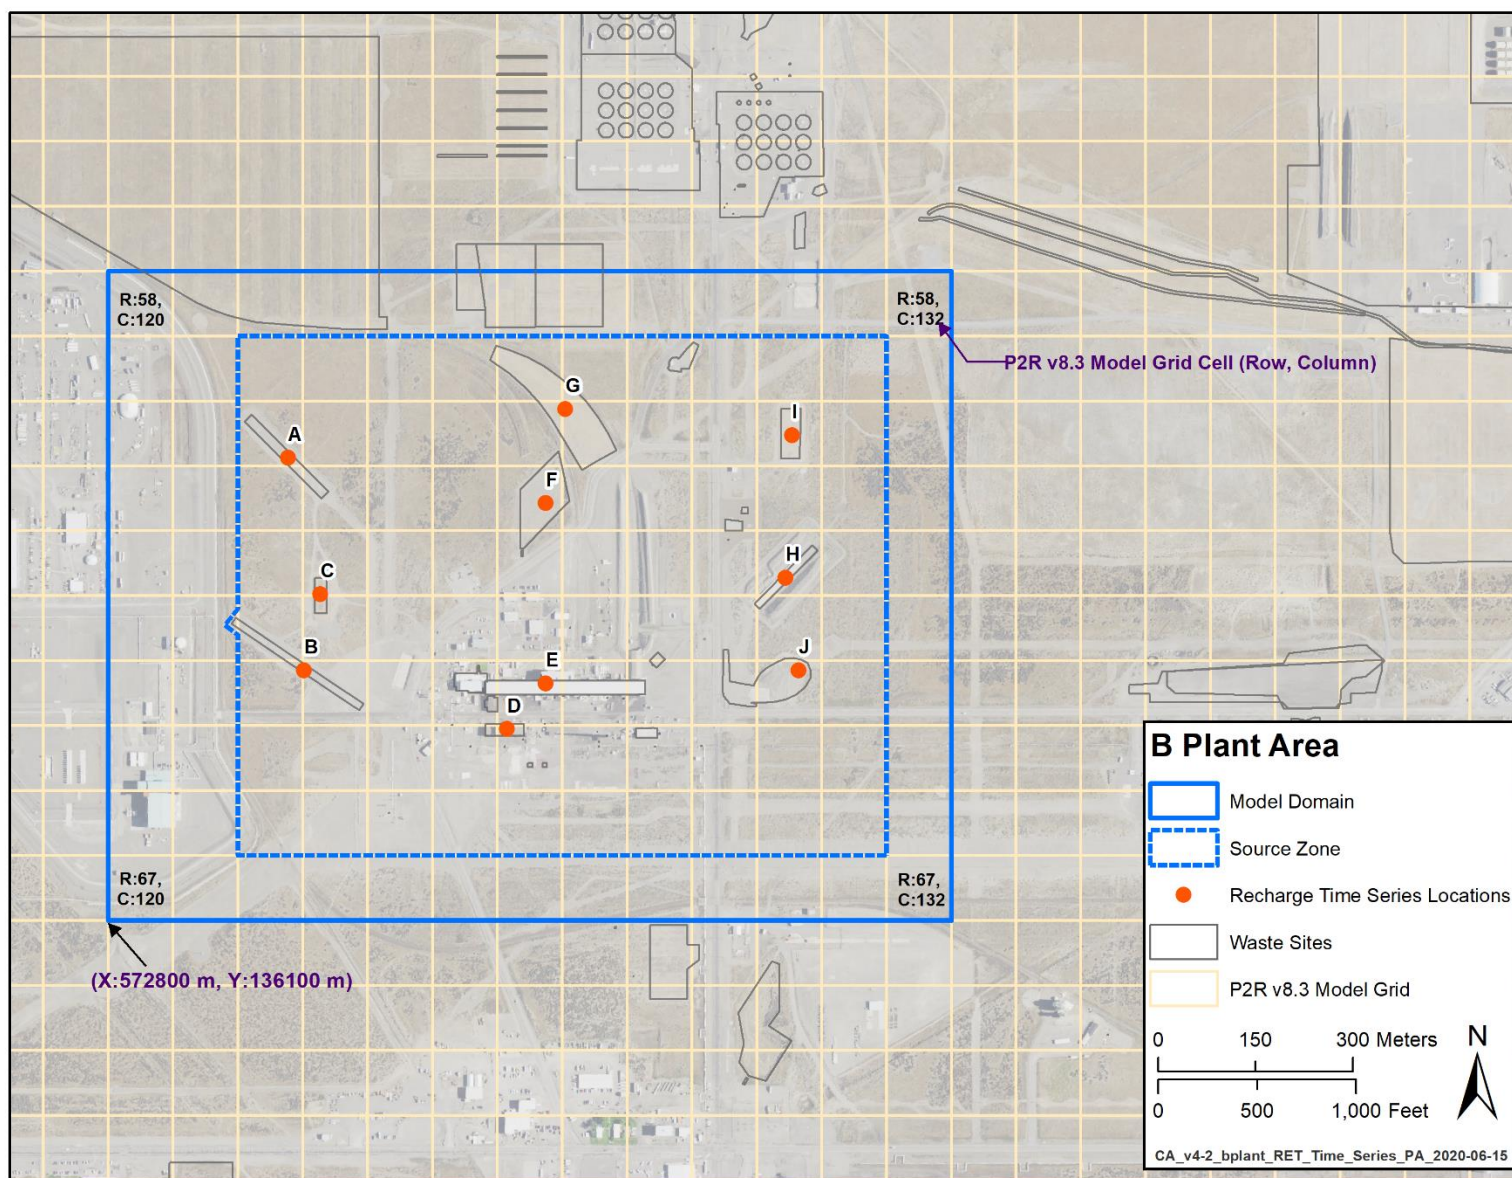 R:58,
C:120
R:58,
C:132
P2R v8.3 Model Grid Cell (Row, Column)
G
I
A
F
H
C
B
J
E
D
R:67,
C:120
R:67,
C:132
(X:572800 m, Y:136100 m)
B Plant Area
Model Domain
Source Zone
Recharge Time Series Locations
Waste Sites
P2R v8.3 Model Grid
0 150 300 Meters
N
0 500 1,000 Feet
CA_v4-2_bplant_RET_Time_Series_PA_2020-06-15